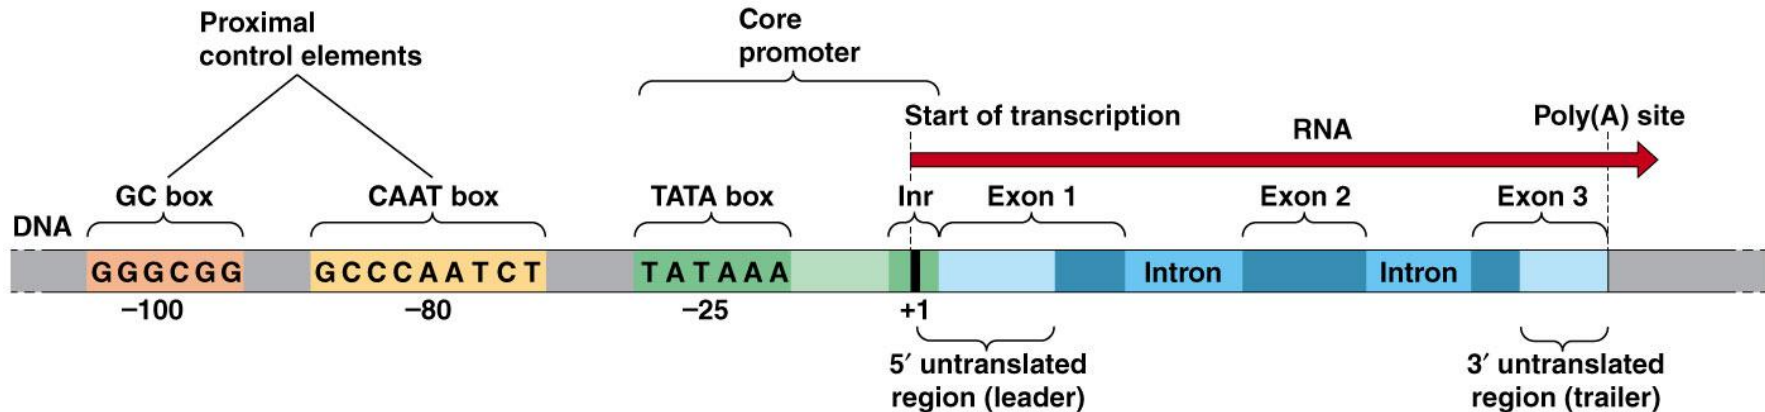 Proximal
control elements
Core
promoter
Start of transcription
RNA
Poly(A) site
GC box
CAAT box
TATA box
Inr
Exon 1
Exon 2
Exon 3
DNA
GGGCGG
GCCCAATCT
TATAAA
Intron
Intron
–100
–80
–25
+1
5′ untranslated
region (leader)
3′ untranslated
region (trailer)